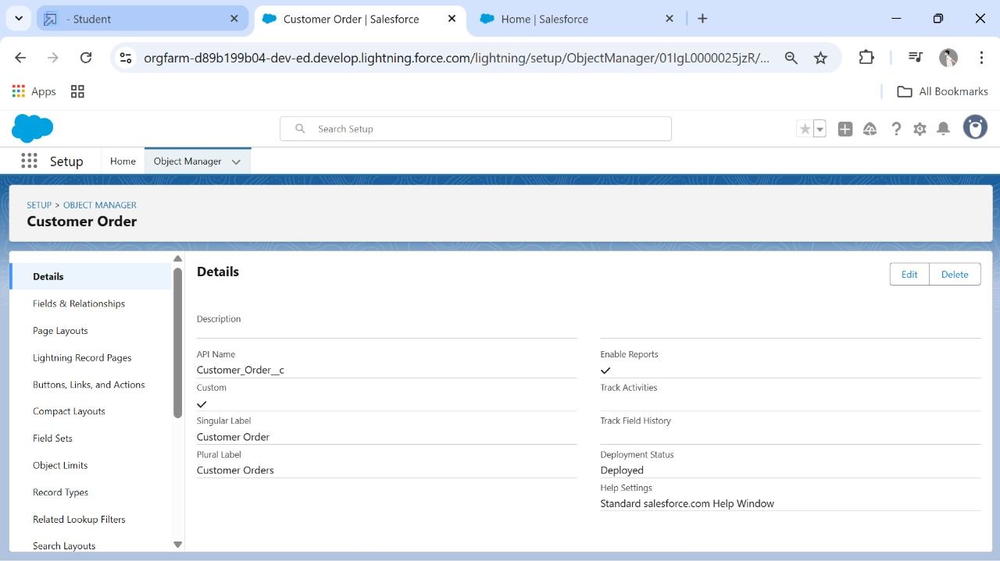 - Student
Customer Order | Salesforce
Home | Salesforce
orgfarm-d89b199b04-dev-ed.develop.lightning.force.com/lightning/setup/ObjectManager/01IgL0000025jzR/...
Apps
All Bookmarks
Search Setup
Setup
Home
Object Manager
SETUP > OBJECT MANAGER
Customer Order
Details
Fields & Relationships
Page Layouts
Lightning Record Pages
Buttons, Links, and Actions
Compact Layouts
Field Sets
Object Limits
Record Types
Related Lookup Filters
Search Layouts
Details
Edit
Delete
Description
API Name
Customer_Order__c
Custom
Singular Label
Customer Order
Plural Label
Customer Orders
Enable Reports
Track Activities
Track Field History
Deployment Status
Deployed
Help Settings
Standard salesforce.com Help Window